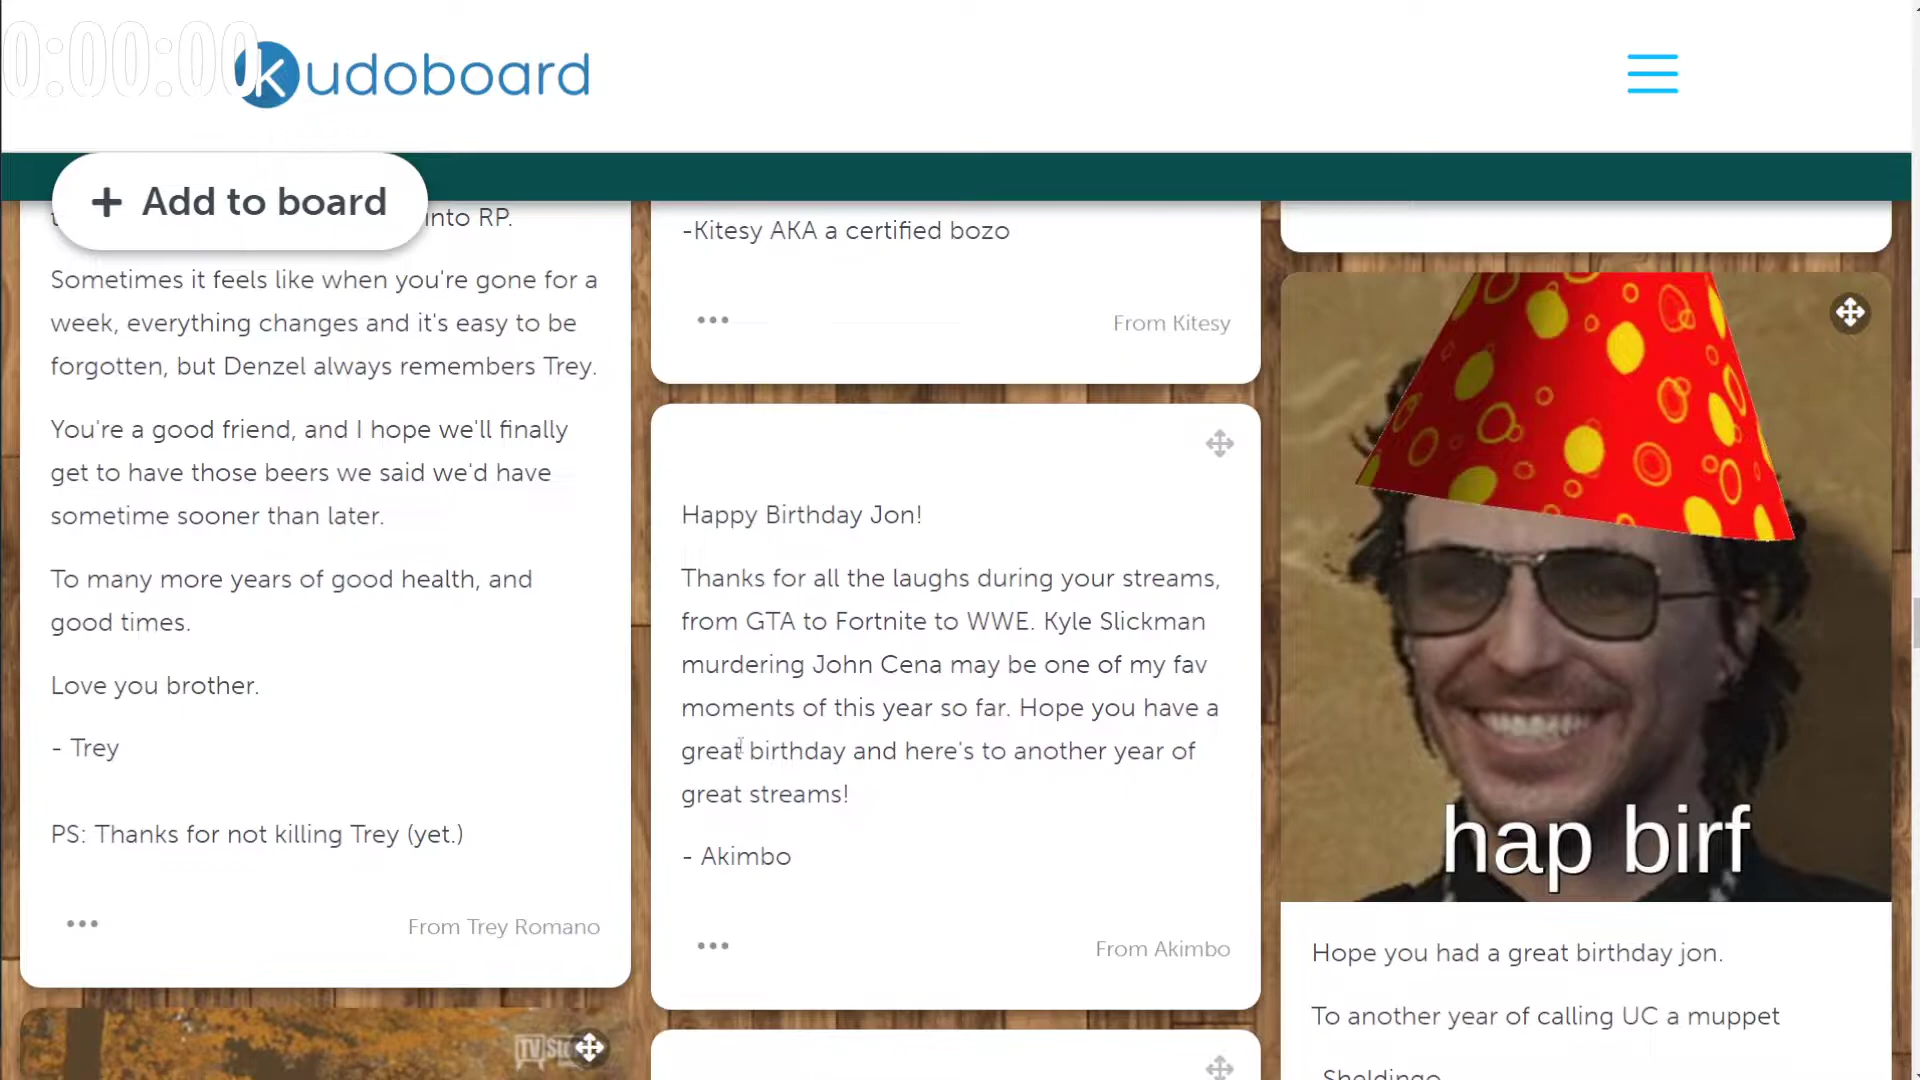 0:00:00
kudoboard
+ Add to board
into RP.
Sometimes it feels like when you're gone for a
week, everything changes and it's easy to be
forgotten, but Denzel always remembers Trey.
You're a good friend, and I hope we'll finally
get to have those beers we said we'd have
sometime sooner than later.
To many more years of good health, and
good times.
Love you brother.
- Trey
PS: Thanks for not killing Trey (yet.)
From Trey Romano
-Kitesy AKA a certified bozo
From Kitesy
Happy Birthday Jon!
Thanks for all the laughs during your streams,
from GTA to Fortnite to WWE. Kyle Slickman
murdering John Cena may be one of my fav
moments of this year so far. Hope you have a
great birthday and here's to another year of
great streams!
- Akimbo
From Akimbo
hap birf
Hope you had a great birthday jon.
To another year of calling UC a muppet
Sheldingo